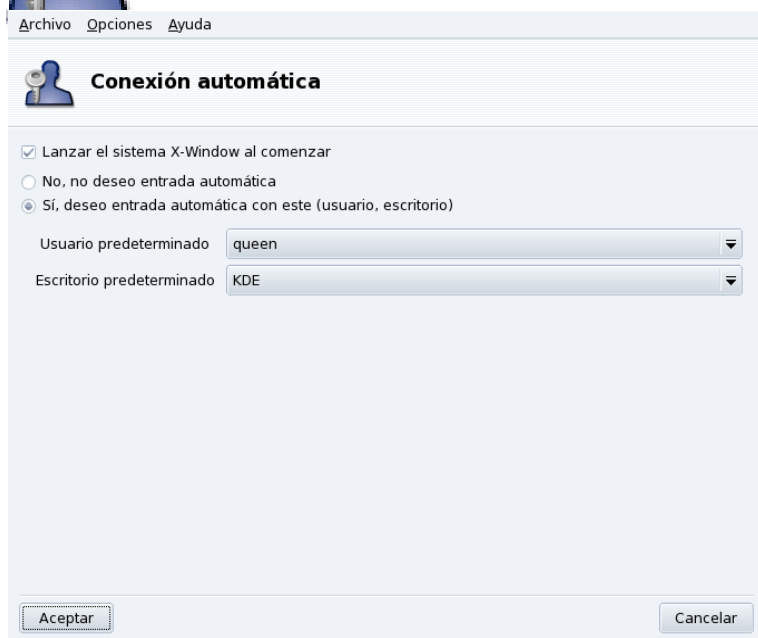 Archivo Opciones Ayuda
Conexión automática
Lanzar el sistema X-Window al comenzar
No, no deseo entrada automática
Sí, deseo entrada automática con este (usuario, escritorio)
Usuario predeterminado queen
Escritorio predeterminado KDE
Aceptar Cancelar